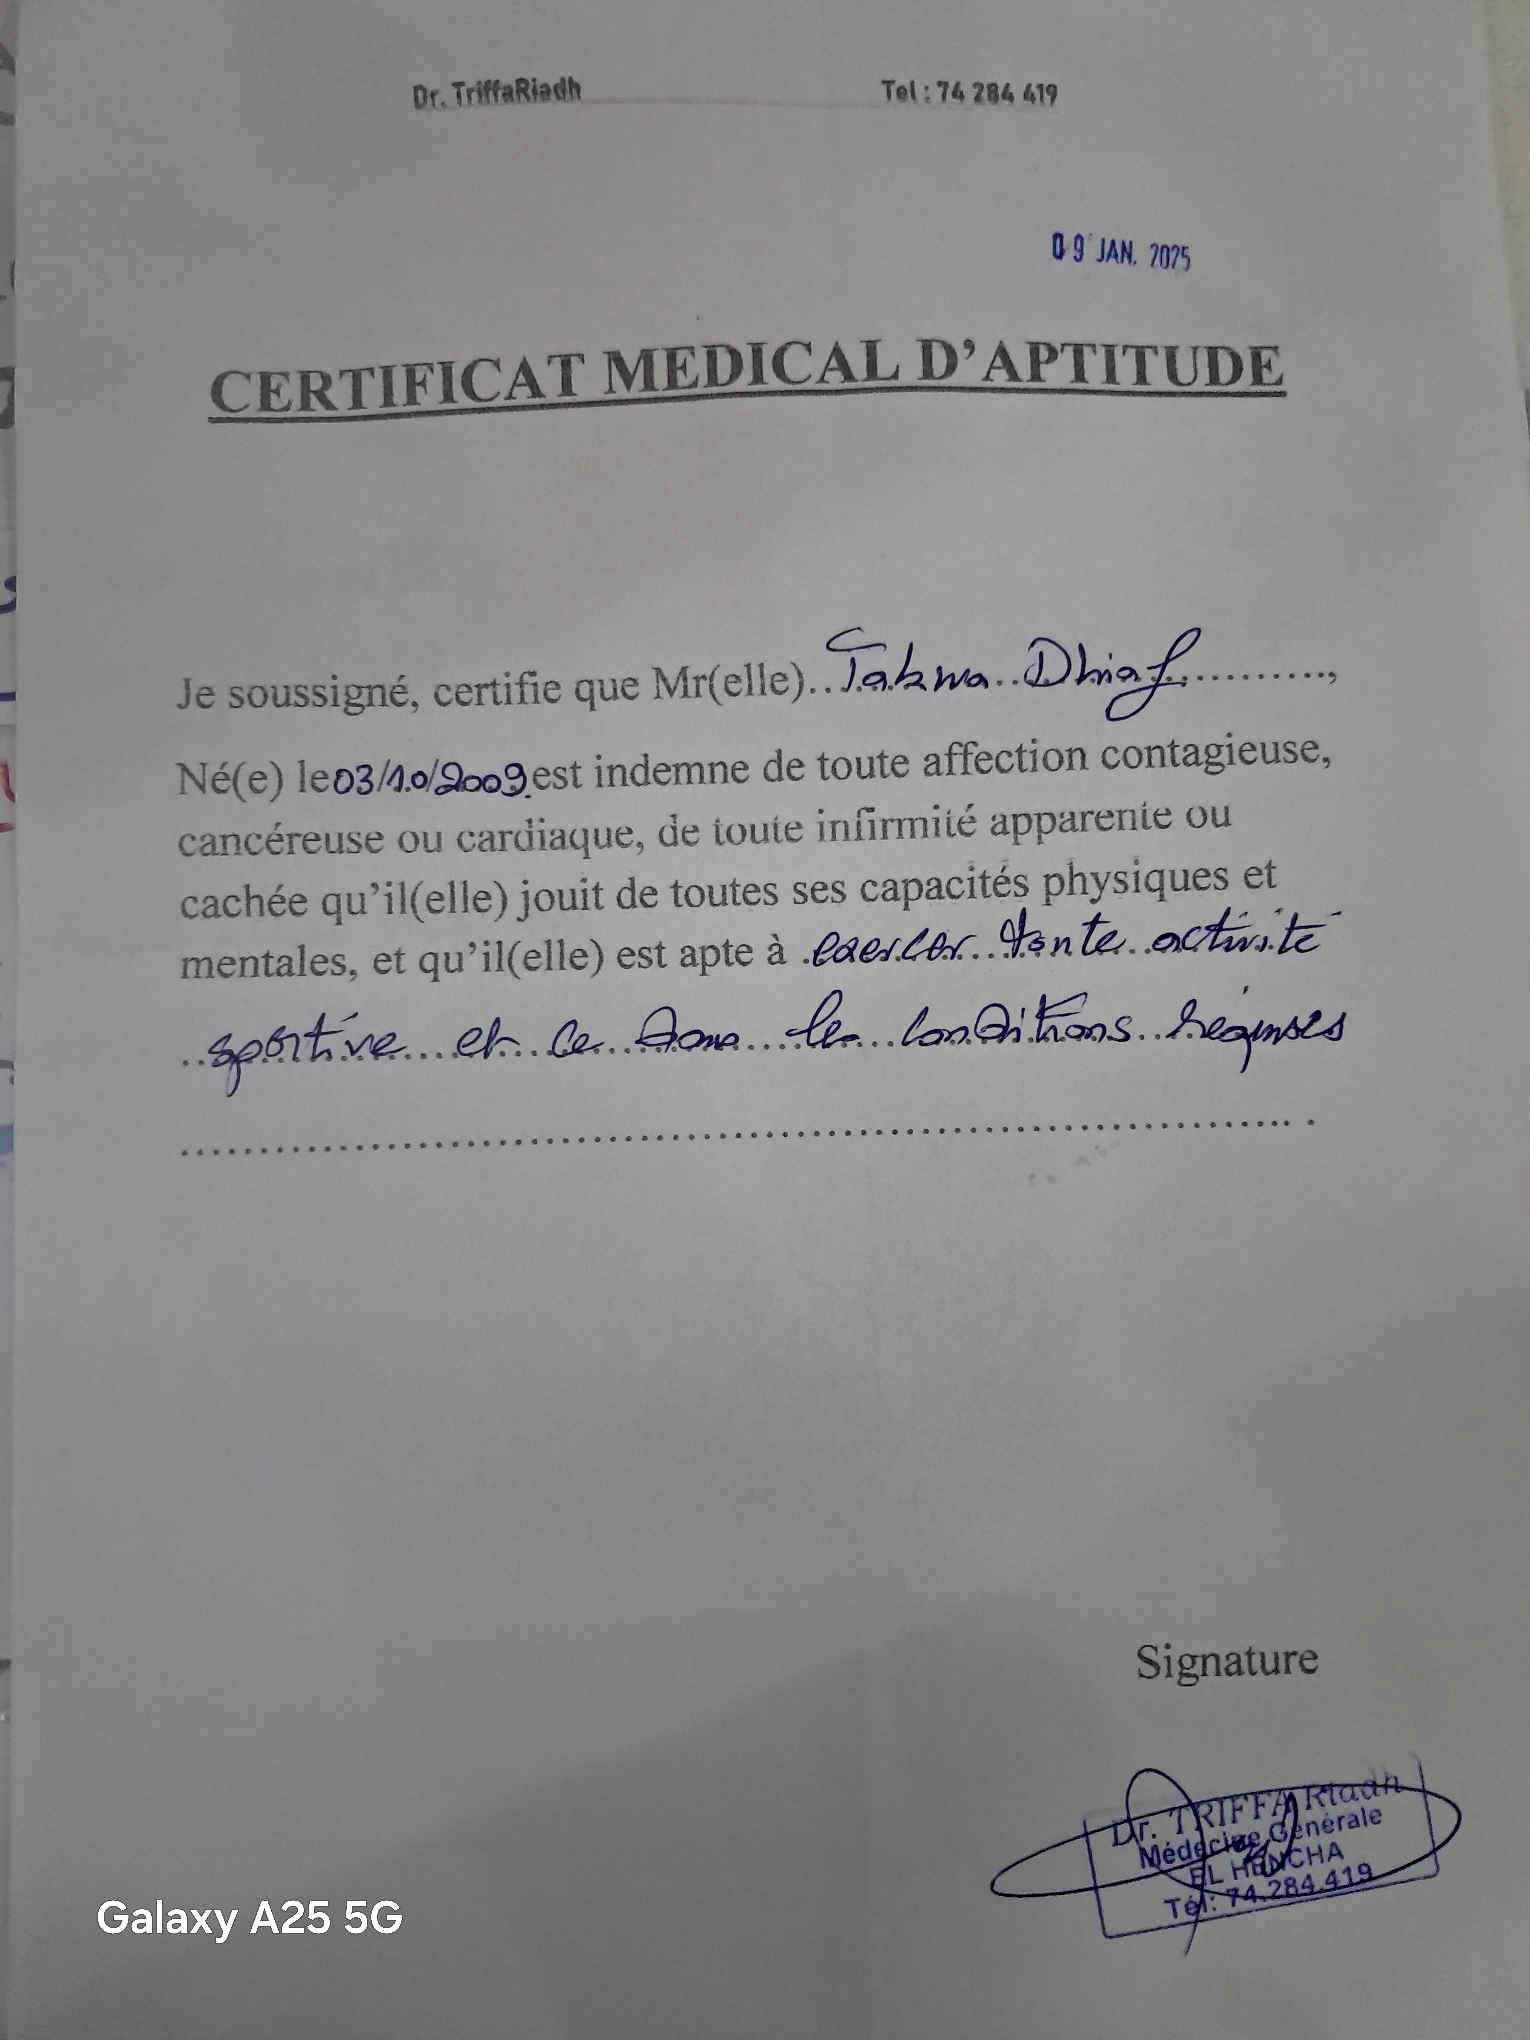 Dr. TriffaRiadh Tel : 74 284 419
09 JAN. 2025
CERTIFICAT MEDICAL D'APTITUDE
Je soussigné, certifie que Mr(elle)..Takwa..Dhiaf..........,
Né(e) le03/10/2009.est indemne de toute affection contagieuse,
cancéreuse ou cardiaque, de toute infirmité apparente ou
cachée qu'il(elle) jouit de toutes ses capacités physiques et
mentales, et qu'il(elle) est apte à .exercer...toute..activité
..sportive....et...ce...dans....les...conditions..requises
.......................................................................... .
Signature
Dr. TRIFFA Riadh
Médecine Générale
EL HENCHA
Tél: 74.284.419
Galaxy A25 5G